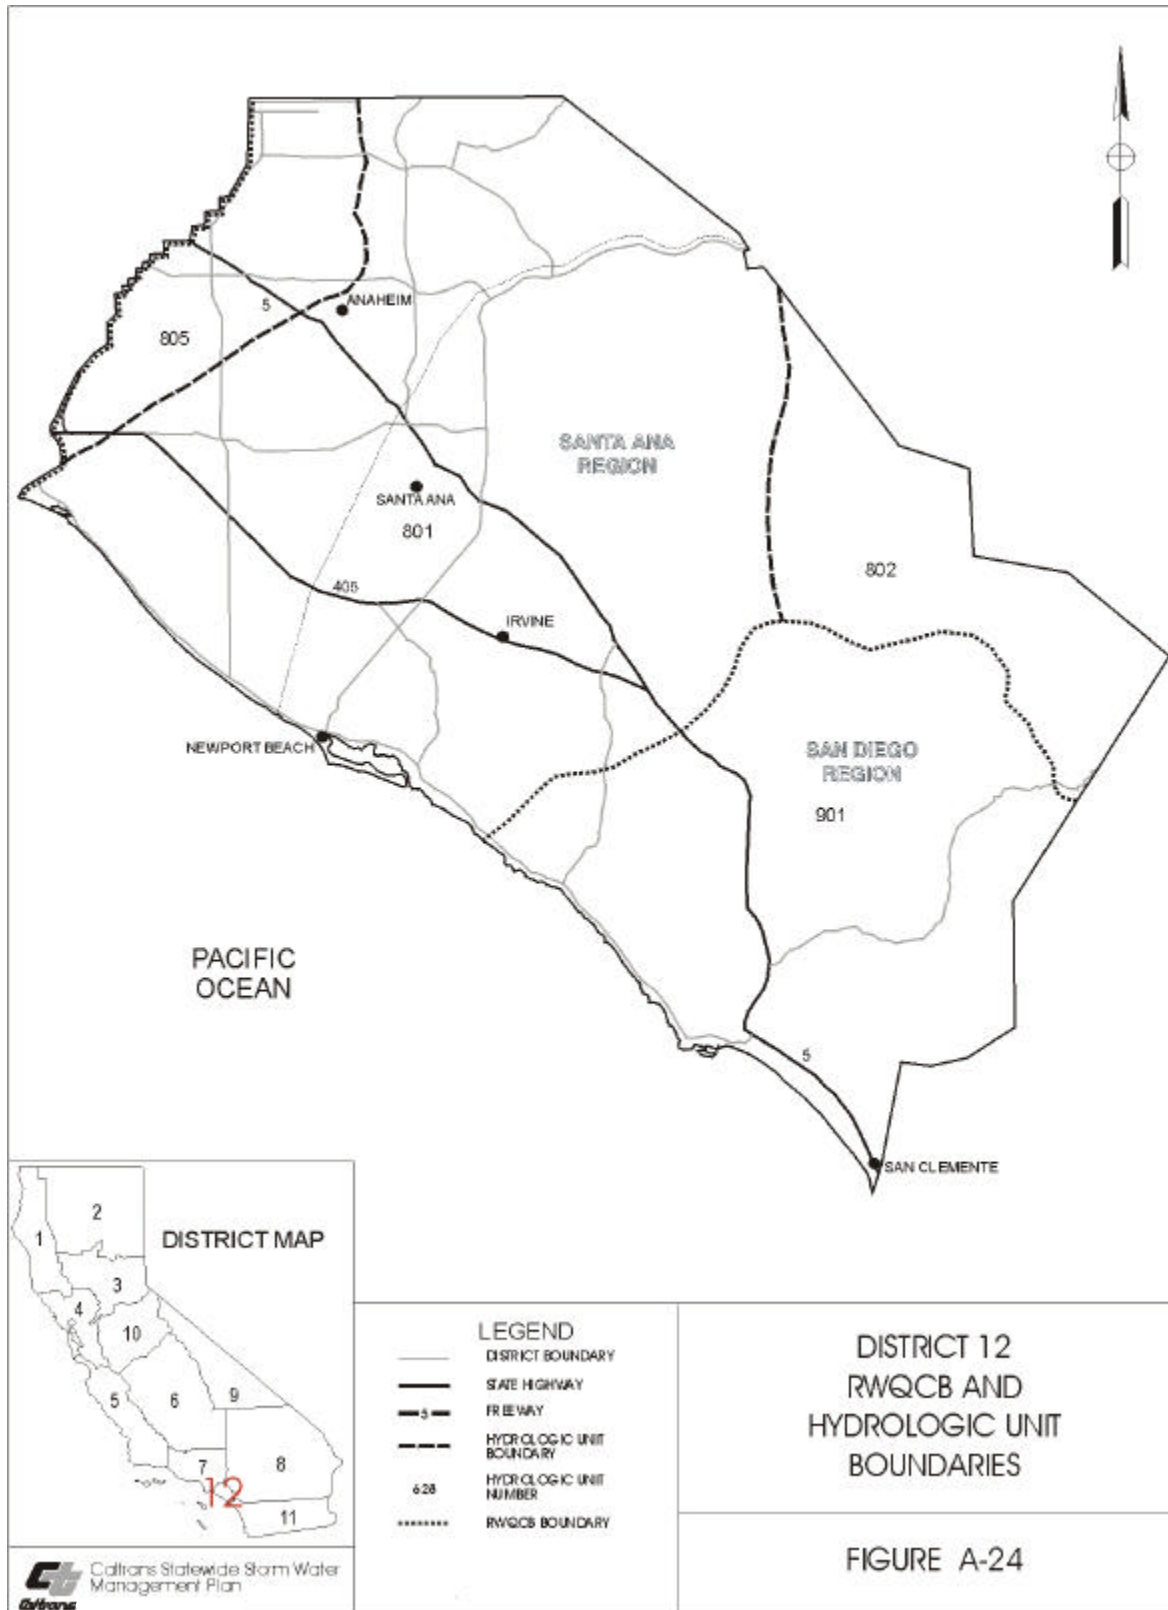 5
ANAHEIM
805
SANTA ANA
REGION
SANTA ANA
801
802
405
IRVINE
NEWPORT BEACH
SAN DIEGO
REGION
901
PACIFIC
OCEAN
5
SAN CLEMENTE
DISTRICT MAP
1
2
3
4
10
5
6
9
7
8
12
11
LEGEND
DISTRICT BOUNDARY
STATE HIGHWAY
5
FREEWAY
HYDROLOGIC UNIT
BOUNDARY
628
HYDROLOGIC UNIT
NUMBER
RWQCB BOUNDARY
DISTRICT 12
RWQCB AND
HYDROLOGIC UNIT
BOUNDARIES
FIGURE A-24
Caltrans Statewide Storm Water
Management Plan
Caltrans